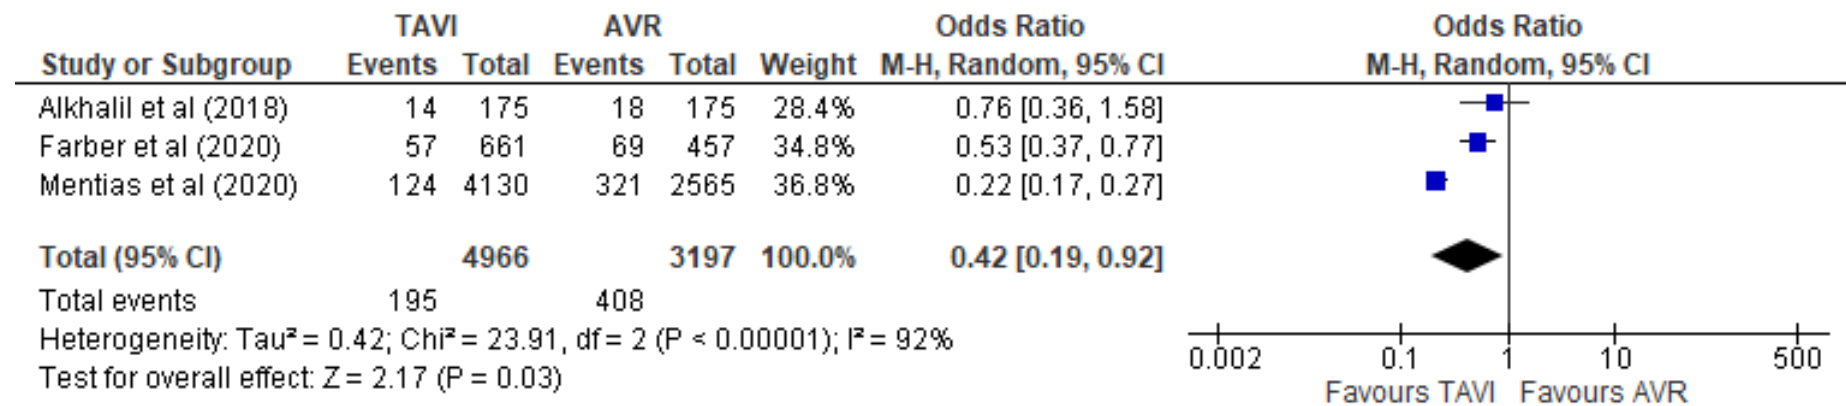 TAVI AVR Odds Ratio Odds Ratio
Study or Subgroup Events Total Events Total Weight M-H, Random, 95% CI M-H, Random, 95% CI
Alkhalil et al (2018) 14 175 18 175 28.4% 0.76 [0.36, 1.58]
Farber et al (2020) 57 661 69 457 34.8% 0.53 [0.37, 0.77]
Mentias et al (2020) 124 4130 321 2565 36.8% 0.22 [0.17, 0.27]
Total (95% CI) 4966 3197 100.0% 0.42 [0.19, 0.92]
Total events 195 408
Heterogeneity: Tau² = 0.42; Chi² = 23.91, df = 2 (P < 0.00001); I² = 92%
Test for overall effect: Z = 2.17 (P = 0.03)
0.002 0.1 1 10 500
Favours TAVI Favours AVR